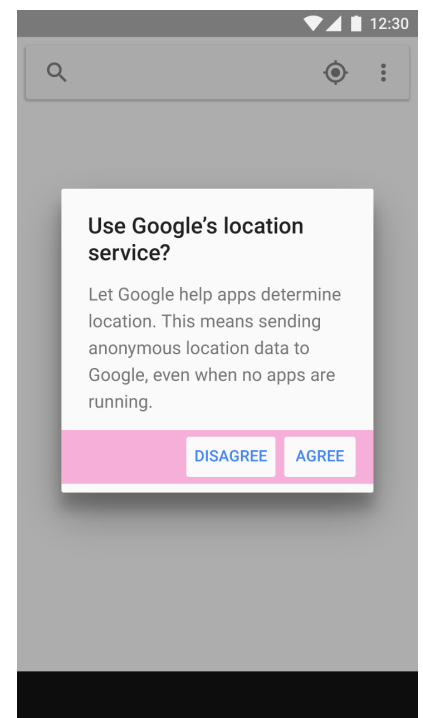 12:30
Use Google’s location
service?
Let Google help apps determine
location. This means sending
anonymous location data to
Google, even when no apps are
running.
DISAGREE AGREE